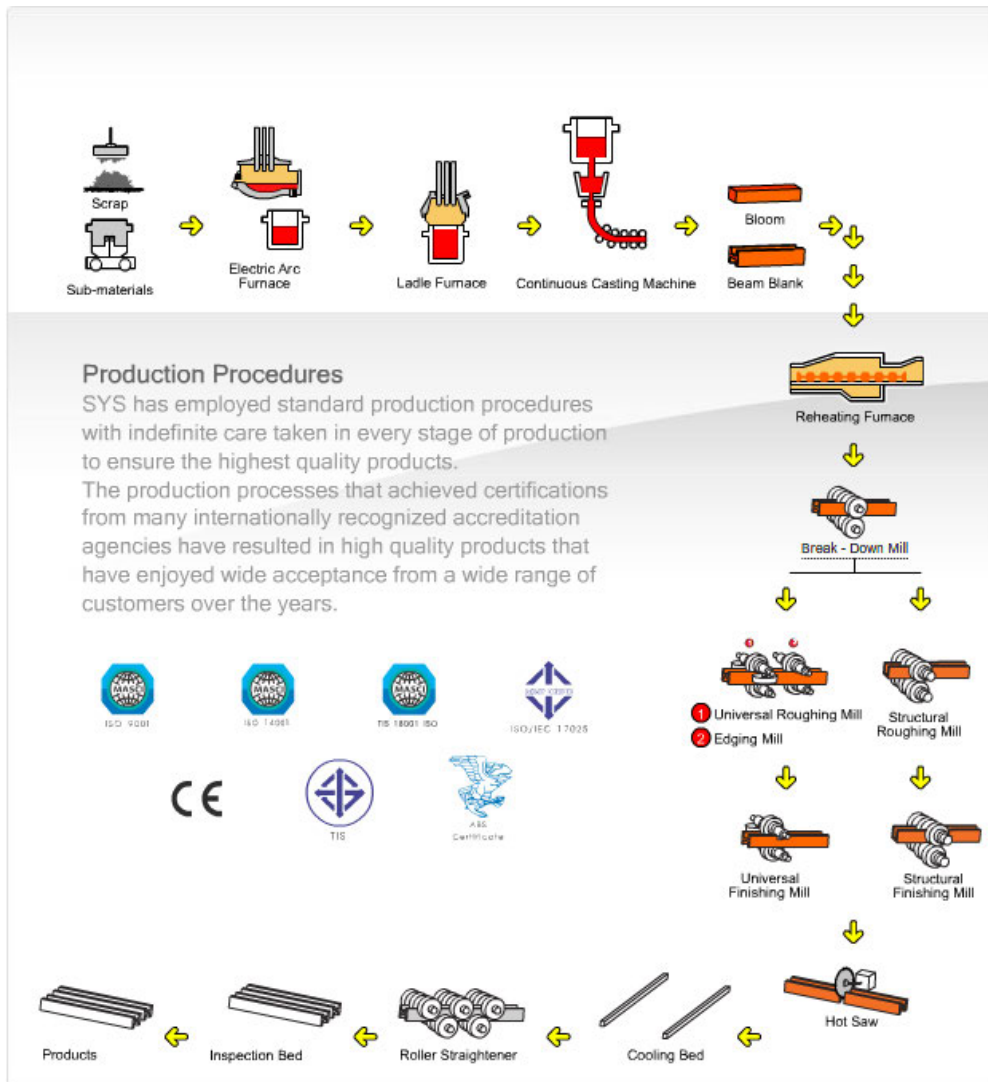 Scrap
Sub-materials
Electric Arc
Furnace
Ladle Furnace
Continuous Casting Machine
Bloom
Beam Blank
Reheating Furnace
Production Procedures
SYS has employed standard production procedures
with indefinite care taken in every stage of production
to ensure the highest quality products.
The production processes that achieved certifications
from many internationally recognized accreditation
agencies have resulted in high quality products that
have enjoyed wide acceptance from a wide range of
customers over the years.
Break - Down Mill
1 2
1 Universal Roughing Mill
2 Edging Mill
Structural
Roughing Mill
MASCI
ISO 9001
MASCI
ISO 14001
MASCI
TIS 18001 ISO
ISO/IEC 17025
CE
TIS
ABS
Certificate
Universal
Finishing Mill
Structural
Finishing Mill
Hot Saw
Cooling Bed
Roller Straightener
Inspection Bed
Products